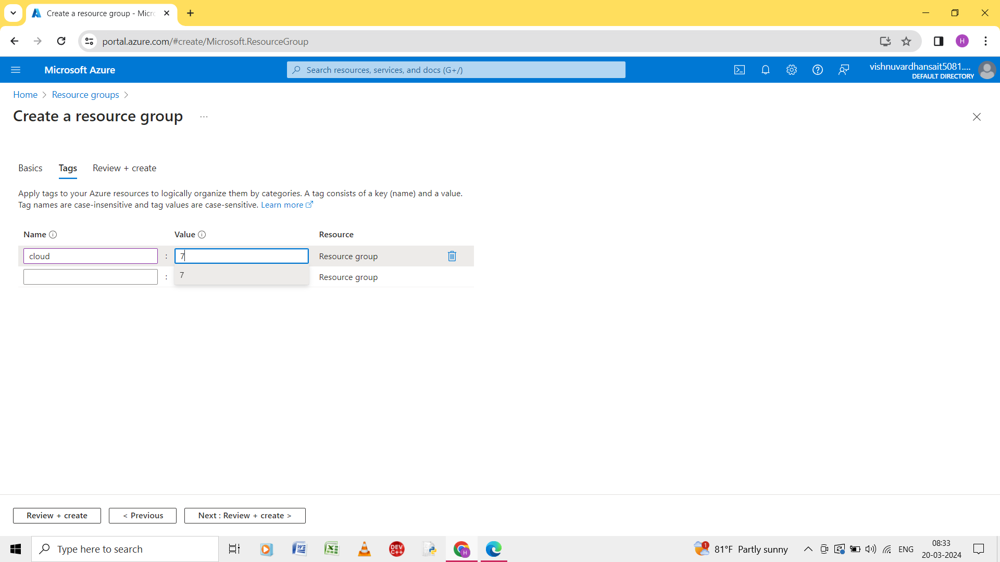 Create a resource group - Micro
portal.azure.com/#create/Microsoft.ResourceGroup
H
Microsoft Azure
Search resources, services, and docs (G+/)
vishnuvardhansait5081....
DEFAULT DIRECTORY
Home > Resource groups >
Create a resource group ...
Basics Tags Review + create
Apply tags to your Azure resources to logically organize them by categories. A tag consists of a key (name) and a value.
Tag names are case-insensitive and tag values are case-sensitive. Learn more
Name Value Resource
cloud : 7 Resource group
: 7 Resource group
Review + create < Previous Next : Review + create >
Type here to search
DEV
C++
H
1
81°F Partly sunny
ENG
08:33
20-03-2024